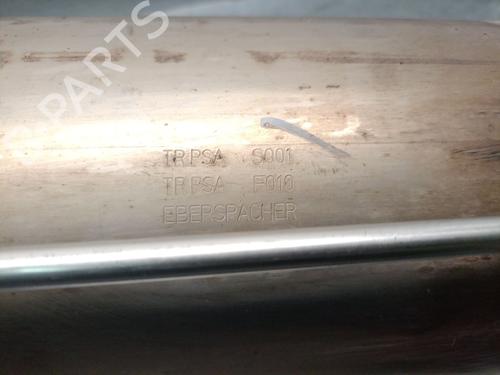 PARTS
TR PSA S001
TR PSA F010
EBERSPACHER